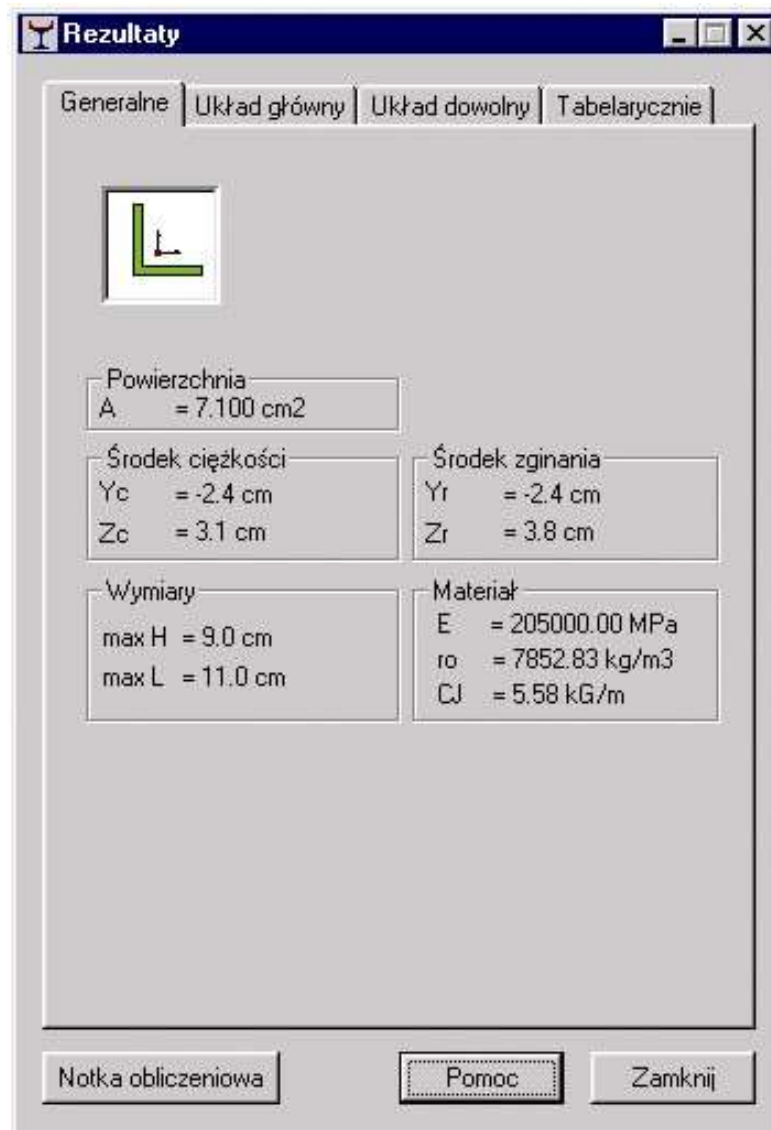 Rezultaty
Generalne Układ główny Układ dowolny Tabelarycznie
Powierzchnia
A = 7.100 cm2
Środek ciężkości
Yc = -2.4 cm
Zc = 3.1 cm
Środek zginania
Yr = -2.4 cm
Zr = 3.8 cm
Wymiary
max H = 9.0 cm
max L = 11.0 cm
Materiał
E = 205000.00 MPa
ro = 7852.83 kg/m3
CJ = 5.58 kG/m
Notka obliczeniowa Pomoc Zamknij